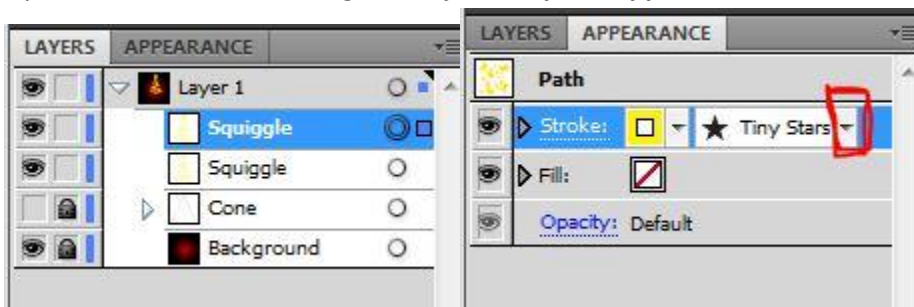 LAYERS APPEARANCE
Layer 1
Squiggle
Squiggle
Cone
Background
LAYERS APPEARANCE
Path
Stroke: Tiny Stars
Fill:
Opacity: Default